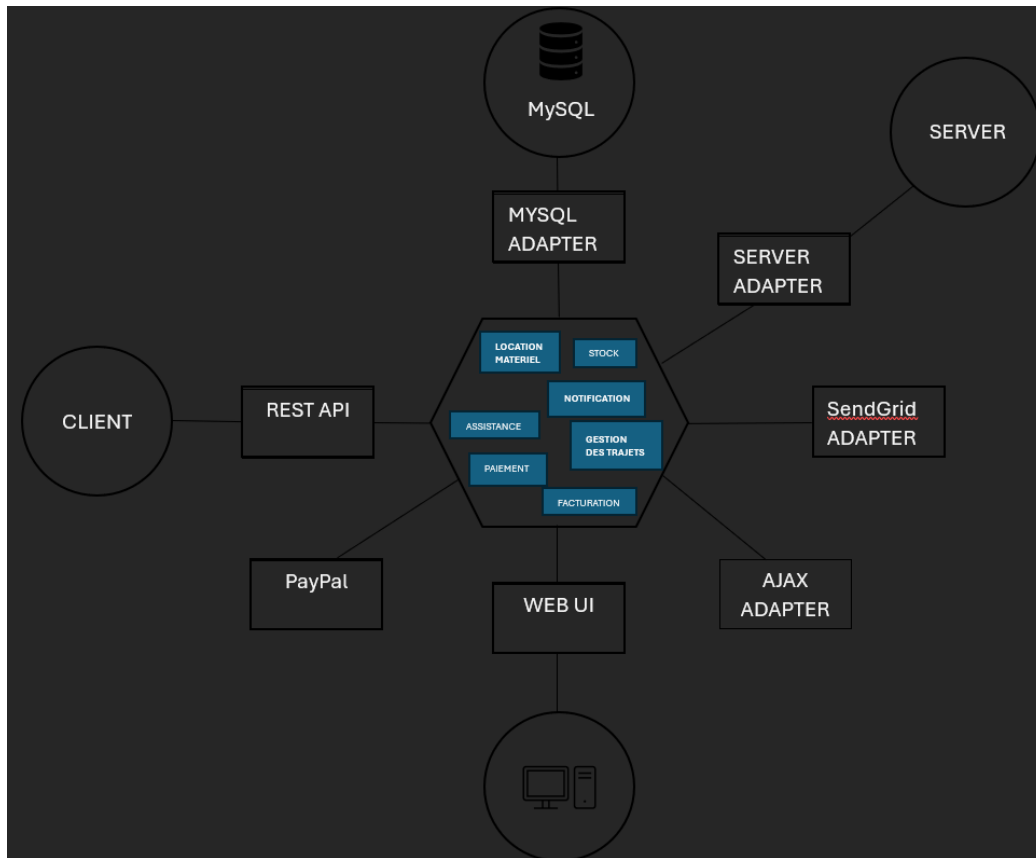 MySQL
SERVER
MYSQL
ADAPTER
SERVER
ADAPTER
LOCATION
MATERIEL
STOCK
NOTIFICATION
ASSISTANCE
GESTION
DES TRAJETS
PAIEMENT
FACTURATION
CLIENT
REST API
SendGrid
ADAPTER
PayPal
WEB UI
AJAX
ADAPTER